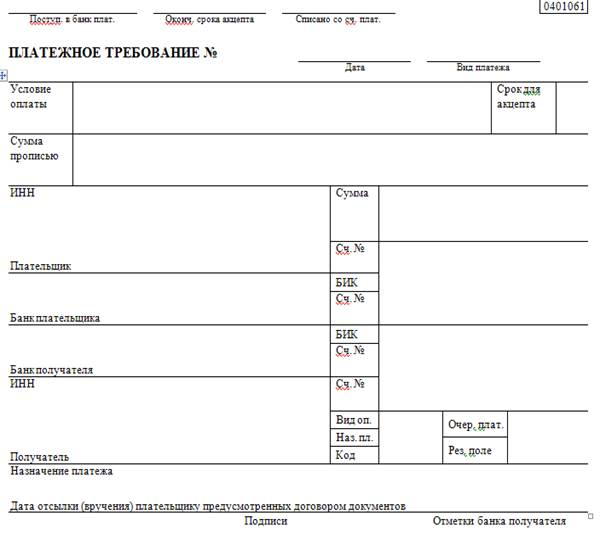 0401061
Поступ. в банк плат. Оконч. срока акцепта Списано со сч. плат.
ПЛАТЕЖНОЕ ТРЕБОВАНИЕ №
Дата Вид платежа
Условие оплаты Срок для акцепта
Сумма прописью
ИНН Сумма
Сч. №
Плательщик
БИК
Сч. №
Банк плательщика
БИК
Сч. №
Банк получателя
ИНН Сч. №
Вид оп. Очер. плат.
Наз. пл.
Рез. поле
Получатель Код
Назначение платежа
Дата отсылки (вручения) плательщику предусмотренных договором документов
Подписи Отметки банка получателя